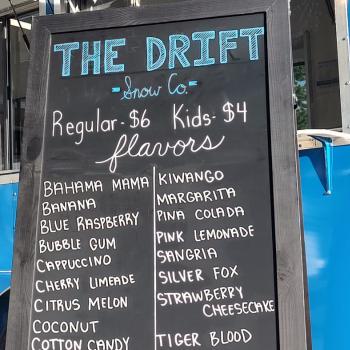 THE DRIFT
Snow Co.
Regular - $6 Kids - $4
flavors
BAHAMA MAMA
BANANA
BLUE RASPBERRY
BUBBLE GUM
CAPPUCCINO
CHERRY LIMEADE
CITRUS MELON
COCONUT
COTTON CANDY
KIWANGO
MARGARITA
PINA COLADA
PINK LEMONADE
SANGRIA
SILVER FOX
STRAWBERRY
CHEESECAKE
TIGER BLOOD